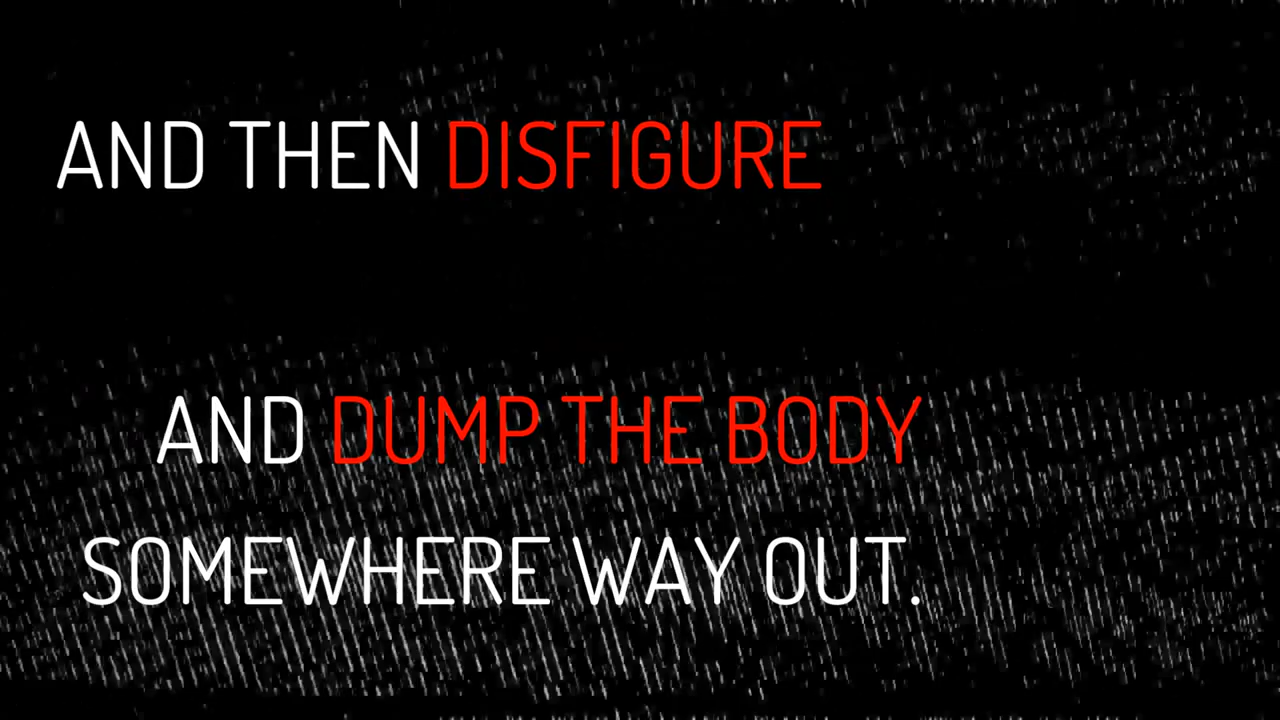 AND THEN DISFIGURE
AND DUMP THE BODY
SOMEWHERE WAY OUT.